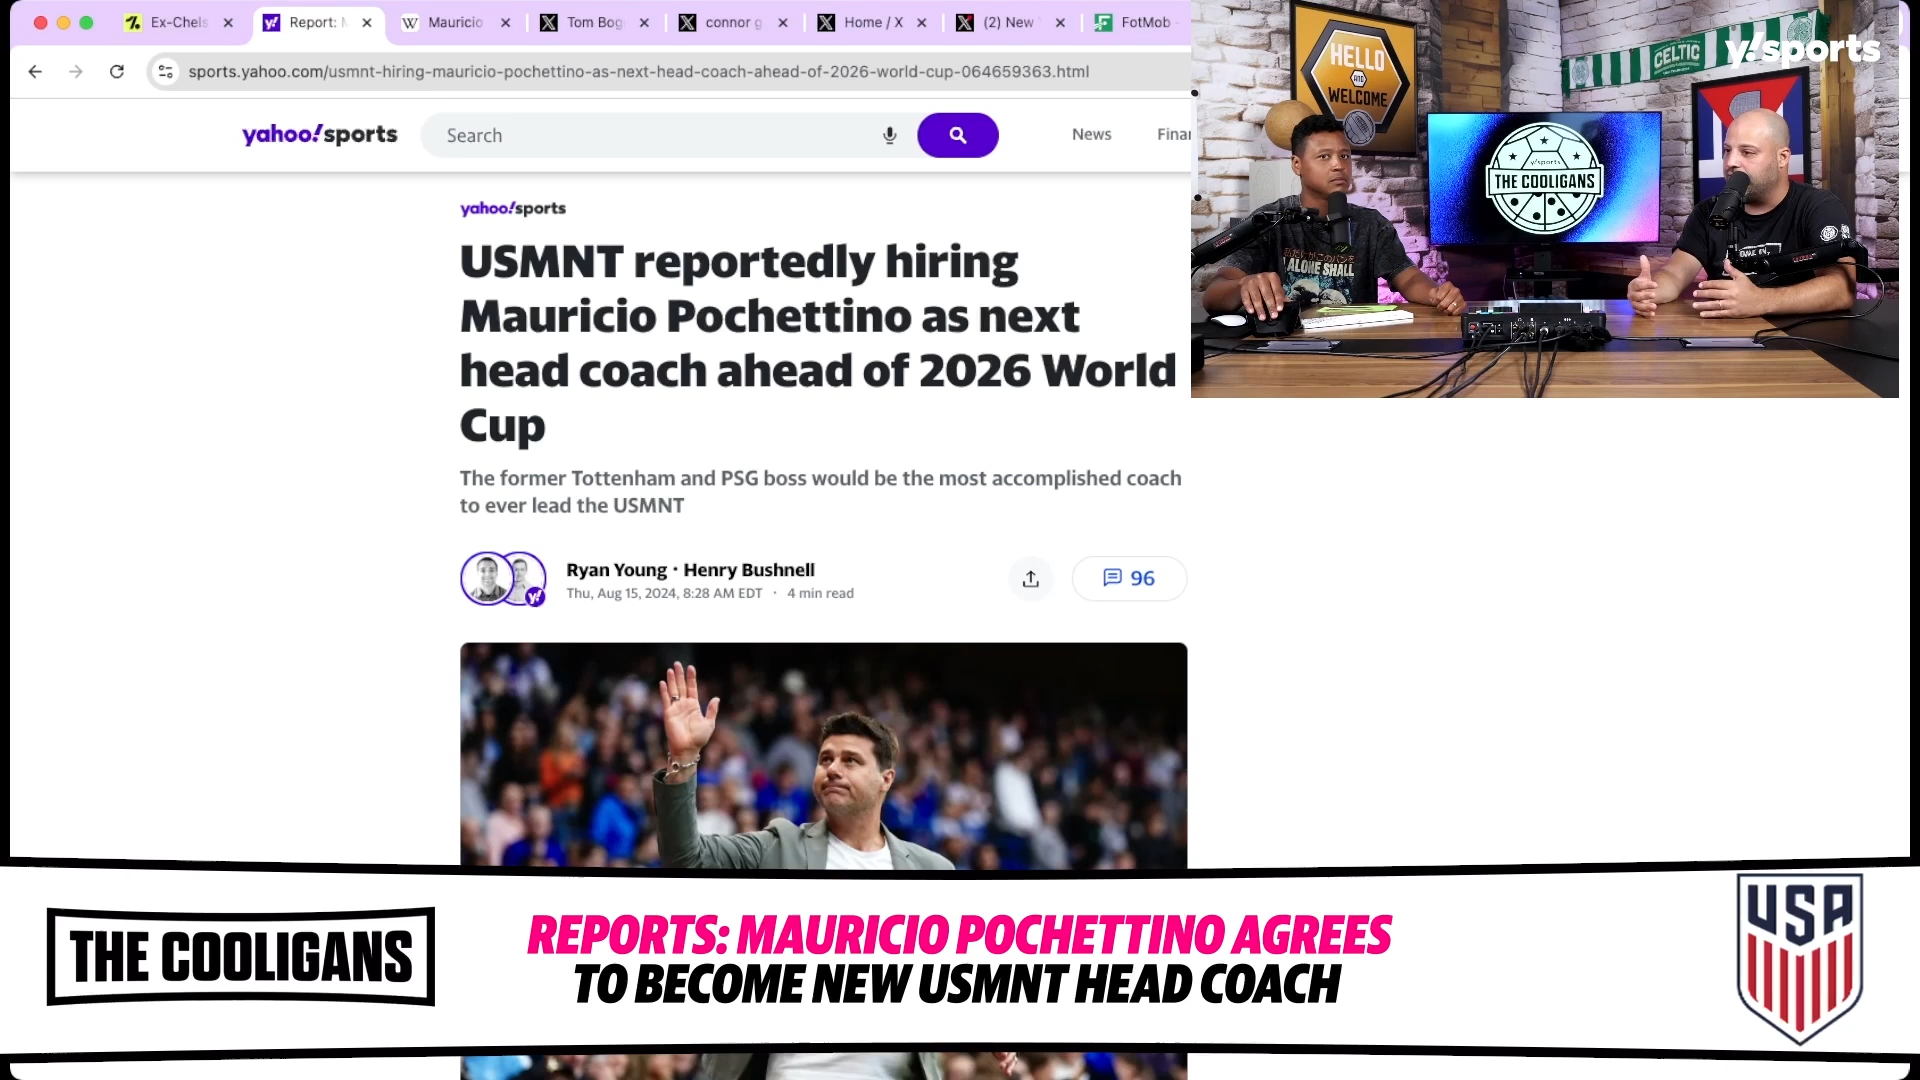 Ex-Chels
Report: M
Mauricio
Tom Bog
connor g
Home / X
(2) New
FotMob -
sports.yahoo.com/usmnt-hiring-mauricio-pochettino-as-next-head-coach-ahead-of-2026-world-cup-064659363.html
yahoo!sports
Search
News
Finan
yahoo!sports
USMNT reportedly hiring
Mauricio Pochettino as next
head coach ahead of 2026 World
Cup
The former Tottenham and PSG boss would be the most accomplished coach
to ever lead the USMNT
Ryan Young · Henry Bushnell
Thu, Aug 15, 2024, 8:28 AM EDT · 4 min read
96
y!
HELLO
AND
WELCOME
CELTIC
y!sports
y!sports
THE COOLIGANS
ALONE SHALL
THE COOLIGANS
REPORTS: MAURICIO POCHETTINO AGREES
TO BECOME NEW USMNT HEAD COACH
USA